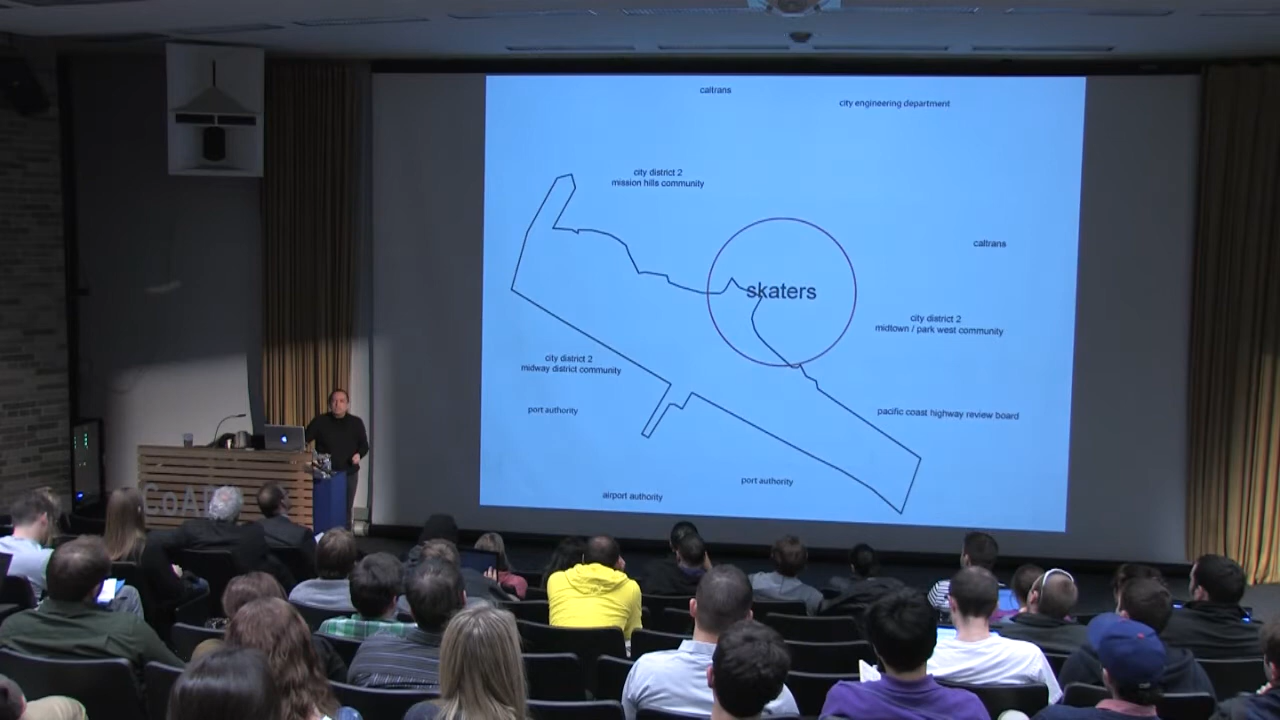 caltrans
city engineering department
city district 2
mission hills community
caltrans
skaters
city district 2
midtown / park west community
city district 2
midway district community
port authority
pacific coast highway review board
port authority
airport authority